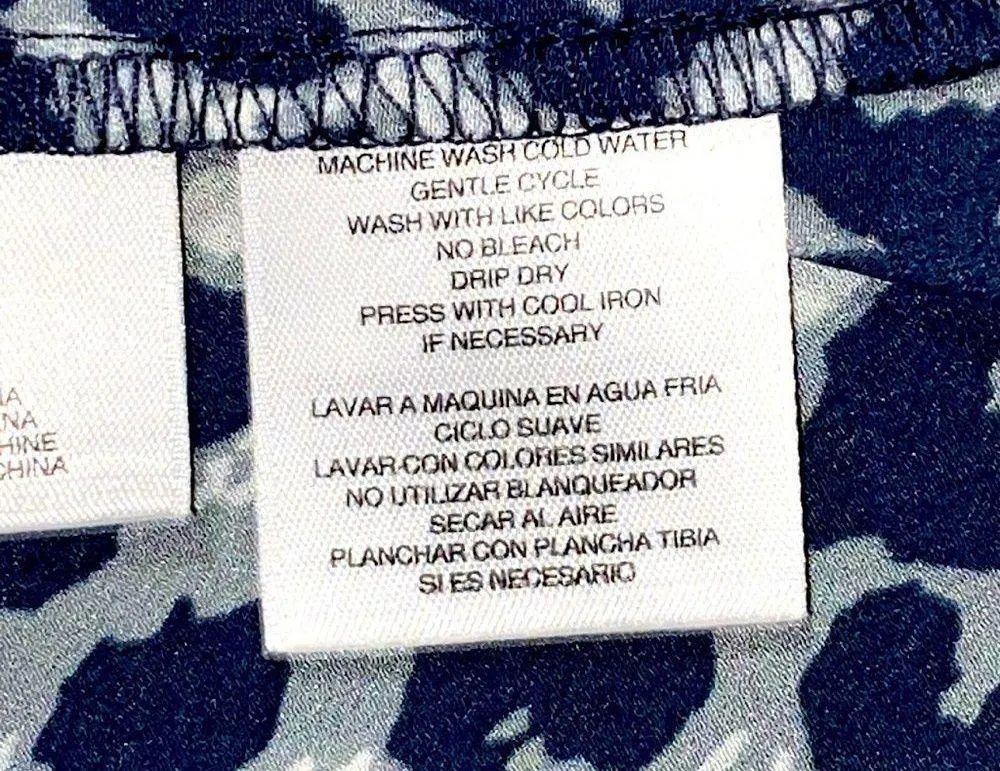 MACHINE WASH COLD WATER
GENTLE CYCLE
WASH WITH LIKE COLORS
NO BLEACH
DRIP DRY
PRESS WITH COOL IRON
IF NECESSARY
LAVAR A MAQUINA EN AGUA FRIA
CICLO SUAVE
LAVAR CON COLORES SIMILARES
NO UTILIZAR BLANQUEADOR
SECAR AL AIRE
PLANCHAR CON PLANCHA TIBIA
SI ES NECESARIO
CHINA